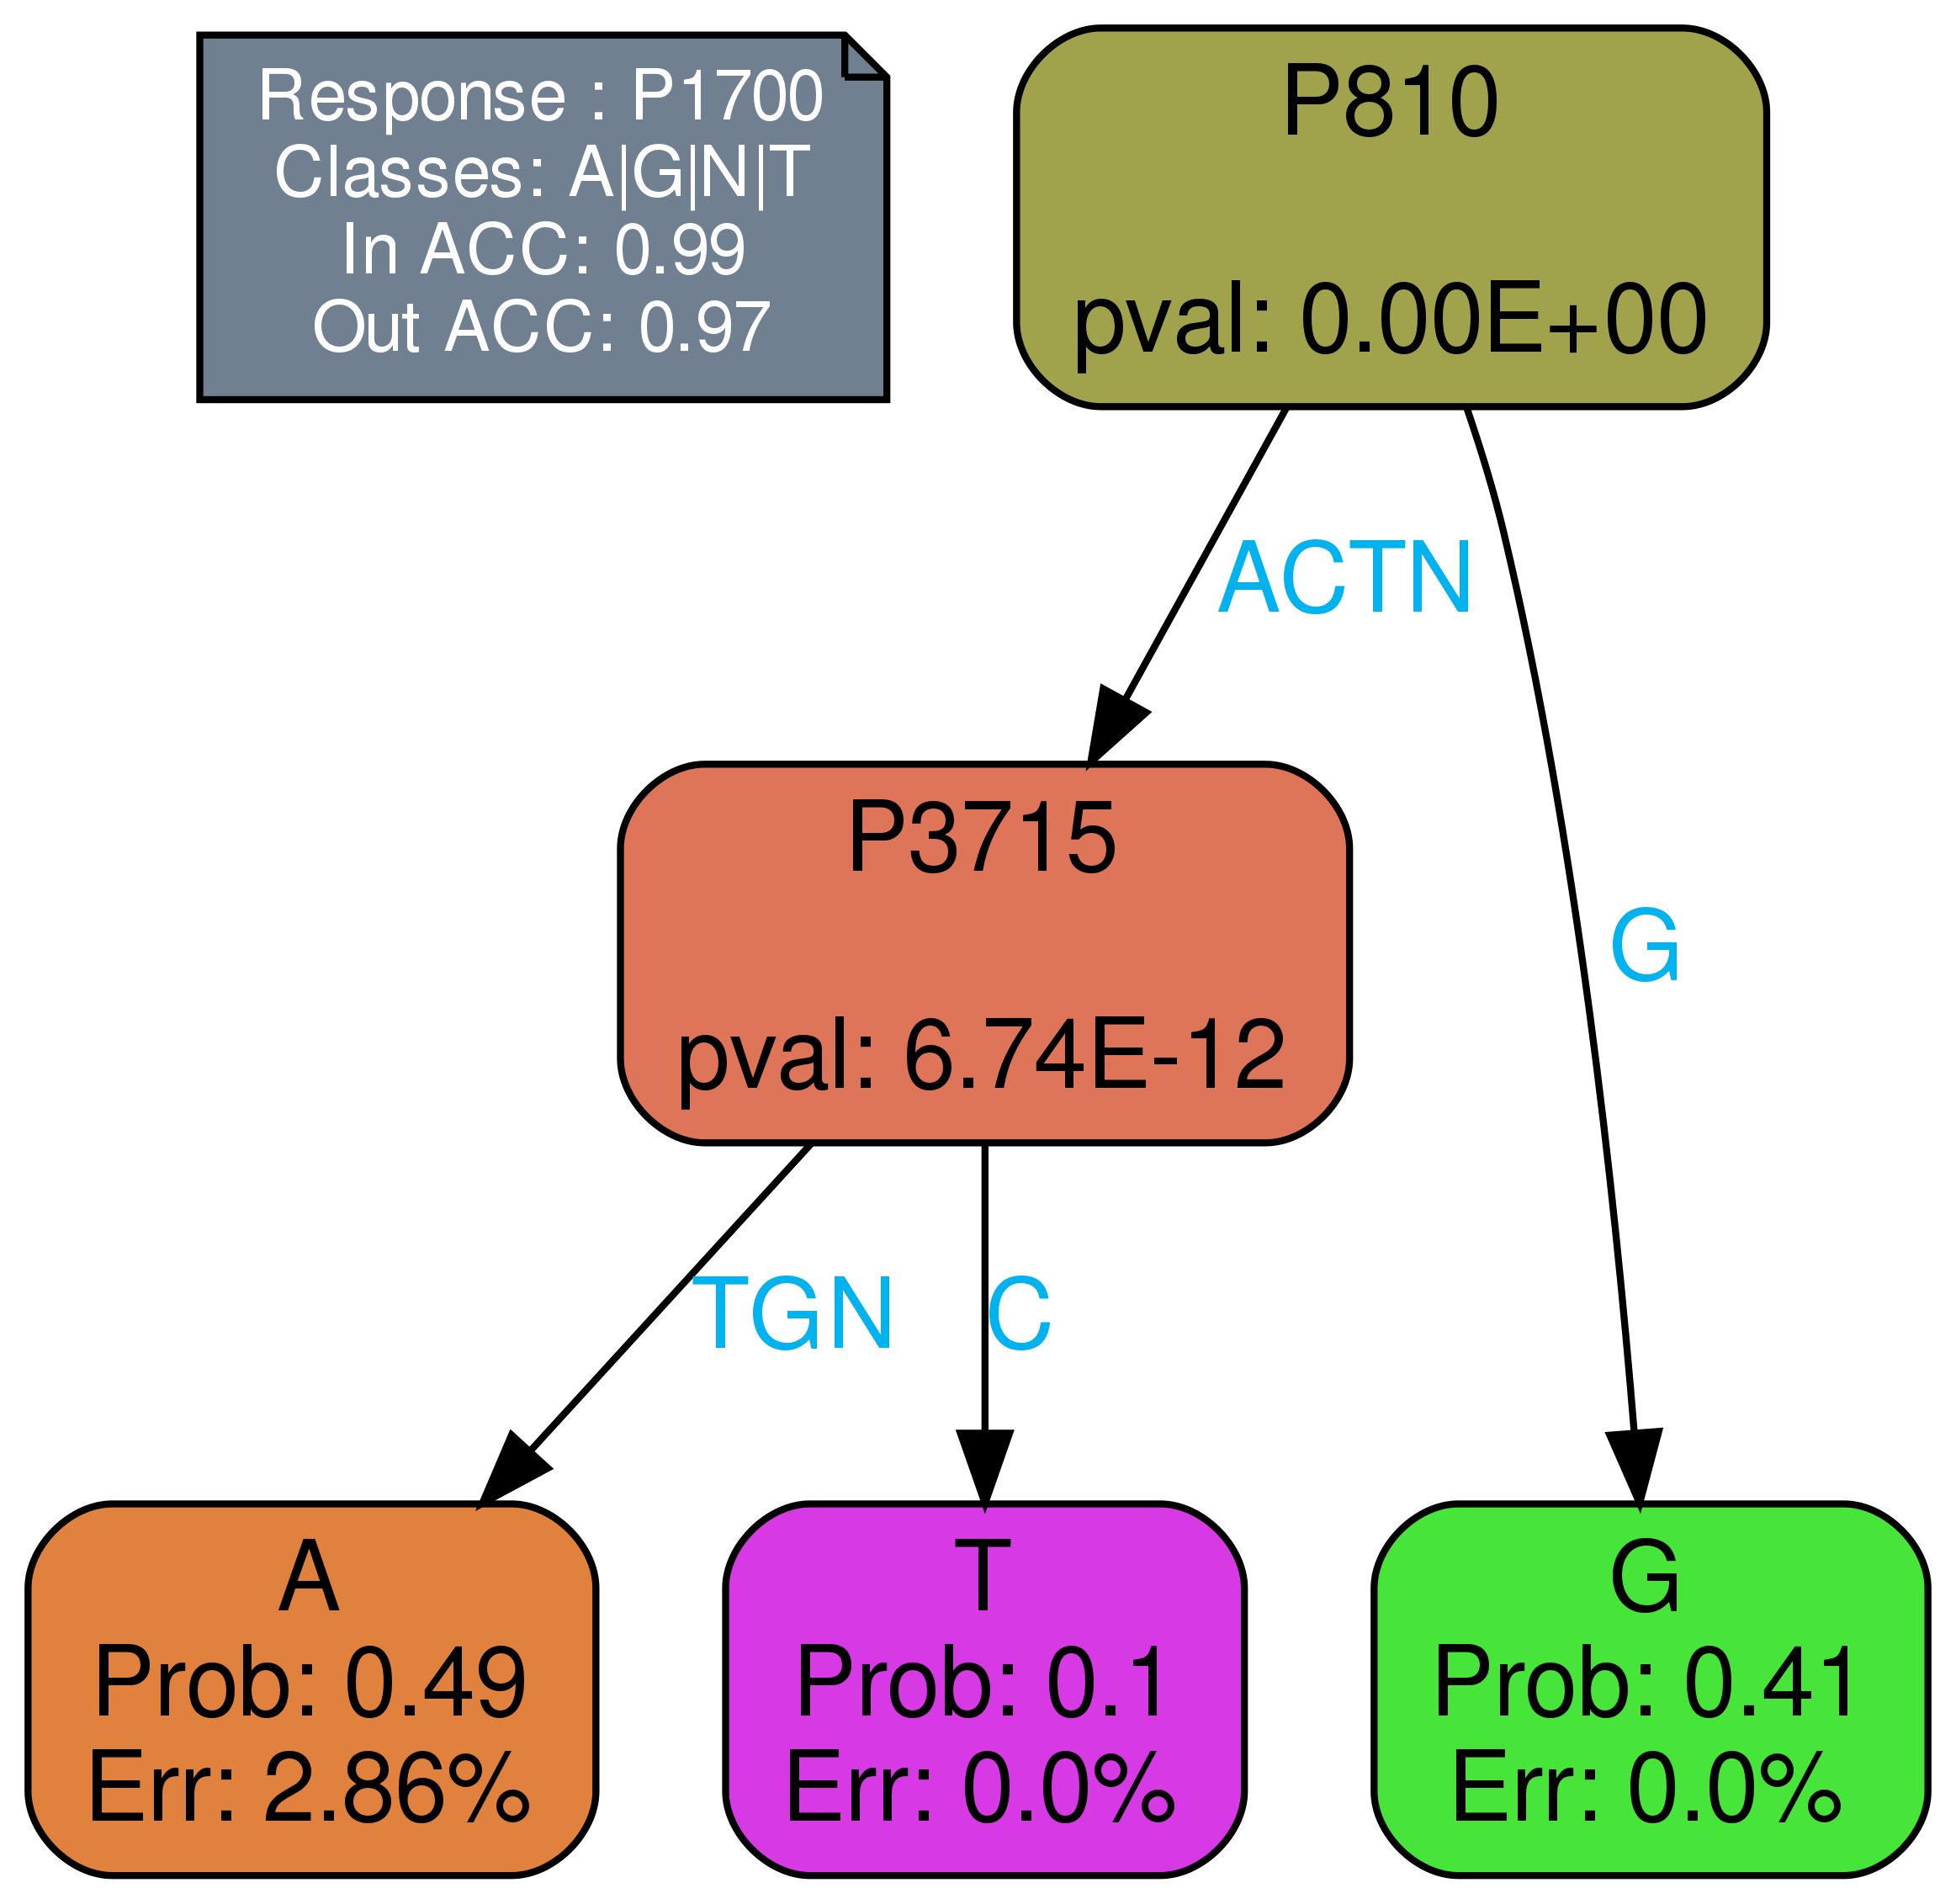 Response : P1700
Classes: A|G|N|T
In ACC: 0.99
Out ACC: 0.97
P810
pval: 0.00E+00
ACTN
G
P3715
pval: 6.74E-12
TGN
C
A
Prob: 0.49
Err: 2.86%
T
Prob: 0.1
Err: 0.0%
G
Prob: 0.41
Err: 0.0%